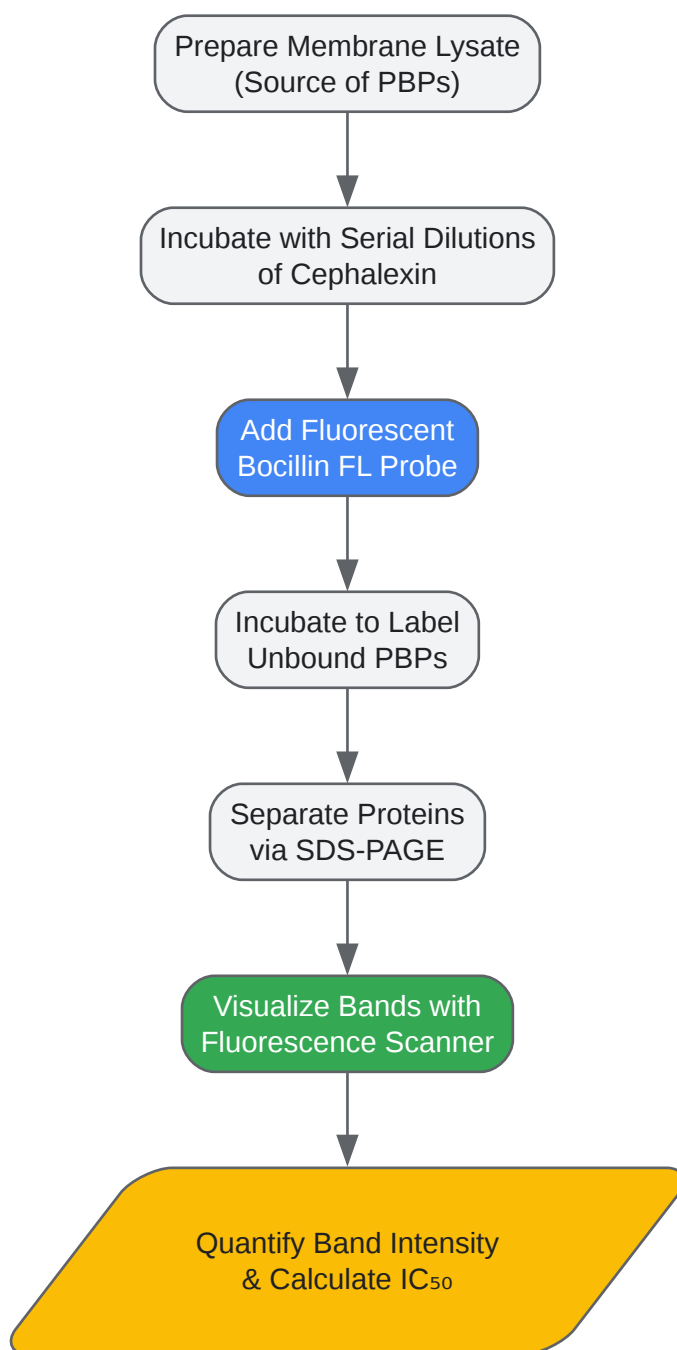 Prepare Membrane Lysate
(Source of PBPs)
Incubate with Serial Dilutions
of Cephalexin
Add Fluorescent
Bocillin FL Probe
Incubate to Label
Unbound PBPs
Separate Proteins
via SDS-PAGE
Visualize Bands with
Fluorescence Scanner
Quantify Band Intensity
& Calculate IC₅₀